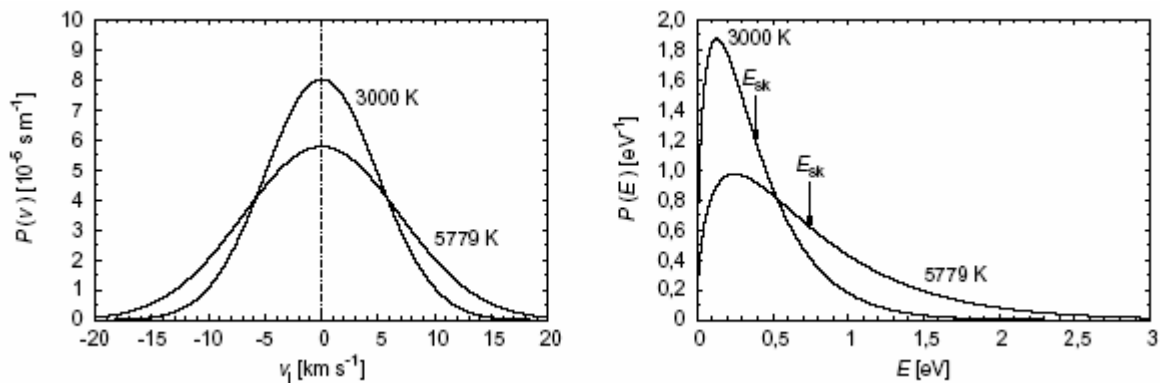 10
9
8
7
6
5
4
3
2
1
0
P(v) [10⁻⁵ s m⁻¹]
3000 K
5779 K
-20 -15 -10 -5 0 5 10 15 20
vᵢ [km s⁻¹]
2,0
1,8
1,6
1,4
1,2
1,0
0,8
0,6
0,4
0,2
0
P(E) [eV⁻¹]
3000 K
Eₛₖ
Eₛₖ
5779 K
0 0,5 1 1,5 2 2,5 3
E [eV]